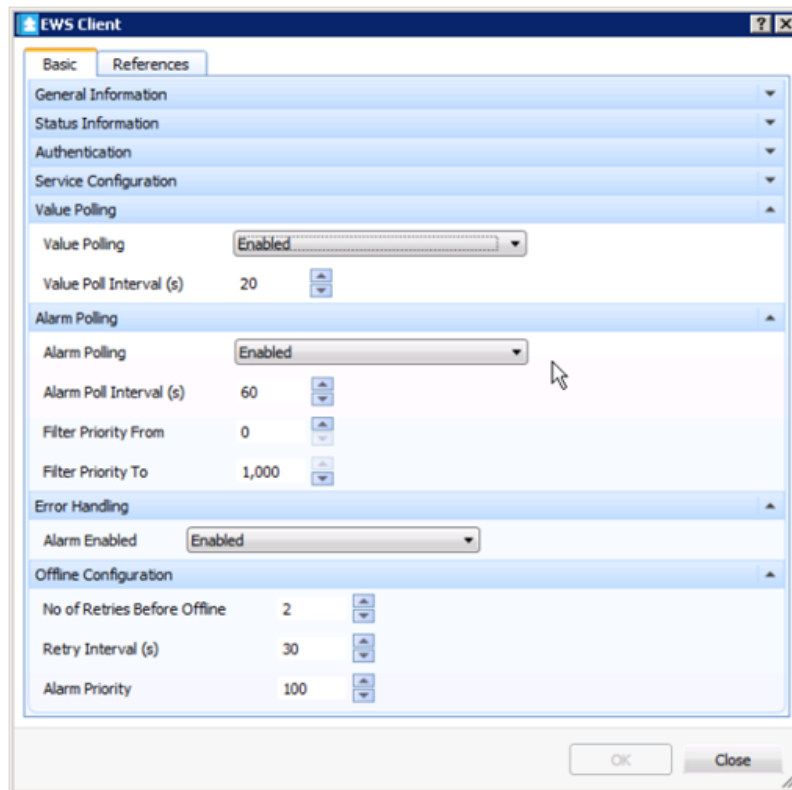 EWS Client
Basic References
General Information
Status Information
Authentication
Service Configuration
Value Polling
Value Polling Enabled
Value Poll Interval (s) 20
Alarm Polling
Alarm Polling Enabled
Alarm Poll Interval (s) 60
Filter Priority From 0
Filter Priority To 1,000
Error Handling
Alarm Enabled Enabled
Offline Configuration
No of Retries Before Offline 2
Retry Interval (s) 30
Alarm Priority 100
OK Close